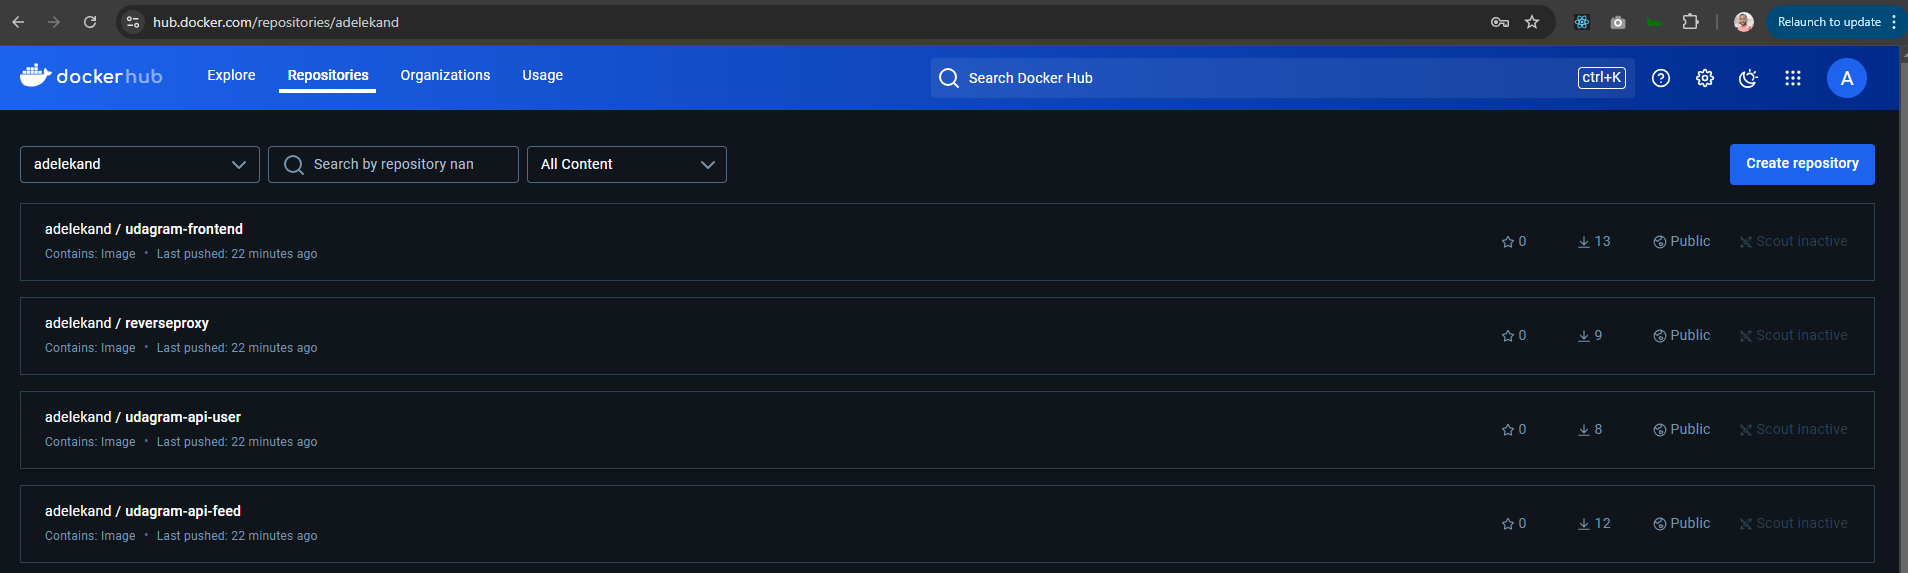 hub.docker.com/repositories/adelekand
Relaunch to update
dockerhub Explore Repositories Organizations Usage
Search Docker Hub ctrl+K A
adelekand Search by repository nan All Content Create repository
adelekand / udagram-frontend
Contains: Image • Last pushed: 22 minutes ago
0 13 Public Scout inactive
adelekand / reverseproxy
Contains: Image • Last pushed: 22 minutes ago
0 9 Public Scout inactive
adelekand / udagram-api-user
Contains: Image • Last pushed: 22 minutes ago
0 8 Public Scout inactive
adelekand / udagram-api-feed
Contains: Image • Last pushed: 22 minutes ago
0 12 Public Scout inactive